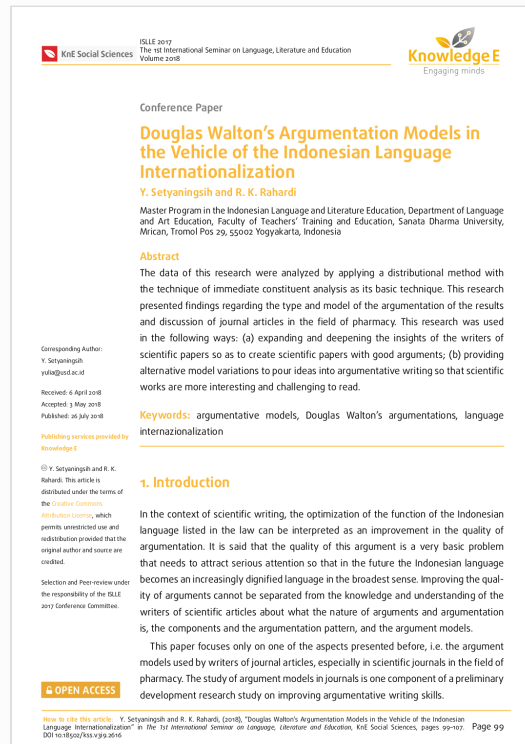 ISLLE 2017
KnE Social Sciences
The 1st International Seminar on Language, Literature and Education
Volume 2018
Knowledge E
Engaging minds
Conference Paper
Douglas Walton's Argumentation Models in
the Vehicle of the Indonesian Language
Internationalization
Y. Setyaningsih and R. K. Rahardi
Master Program in the Indonesian Language and Literature Education, Department of Language
and Art Education, Faculty of Teachers' Training and Education, Sanata Dharma University,
Mrican, Tromol Pos 29, 55002 Yogyakarta, Indonesia
Abstract
The data of this research were analyzed by applying a distributional method with
the technique of immediate constituent analysis as its basic technique. This research
presented findings regarding the type and model of the argumentation of the results
and discussion of journal articles in the field of pharmacy. This research was used
in the following ways: (a) expanding and deepening the insights of the writers of
scientific papers so as to create scientific papers with good arguments; (b) providing
alternative model variations to pour ideas into argumentative writing so that scientific
works are more interesting and challenging to read.
Keywords: argumentative models, Douglas Walton's argumentations, language
internazionalization
Corresponding Author:
Y. Setyaningsih
yulia@usd.ac.id
Received: 6 April 2018
Accepted: 3 May 2018
Published: 26 July 2018
Publishing services provided by
Knowledge E
Y. Setyaningsih and R. K.
Rahardi. This article is
distributed under the terms of
the Creative Commons
Attribution License, which
permits unrestricted use and
redistribution provided that the
original author and source are
credited.
Selection and Peer-review under
the responsibility of the ISLLE
2017 Conference Committee.
1. Introduction
In the context of scientific writing, the optimization of the function of the Indonesian
language listed in the law can be interpreted as an improvement in the quality of
argumentation. It is said that the quality of this argument is a very basic problem
that needs to attract serious attention so that in the future the Indonesian language
becomes an increasingly dignified language in the broadest sense. Improving the qual-
ity of arguments cannot be separated from the knowledge and understanding of the
writers of scientific articles about what the nature of arguments and argumentation
is, the components and the argumentation pattern, and the argument models.
This paper focuses only on one of the aspects presented before, i.e. the argument
models used by writers of journal articles, especially in scientific journals in the field of
pharmacy. The study of argument models in journals is one component of a preliminary
development research study on improving argumentative writing skills.
OPEN ACCESS
How to cite this article: Y. Setyaningsih and R. K. Rahardi, (2018), "Douglas Walton's Argumentation Models in the Vehicle of the Indonesian
Language Internationalization" in The 1st International Seminar on Language, Literature and Education, KnE Social Sciences, pages 99–107.
DOI 10.18502/kss.v3i9.2616
Page 99